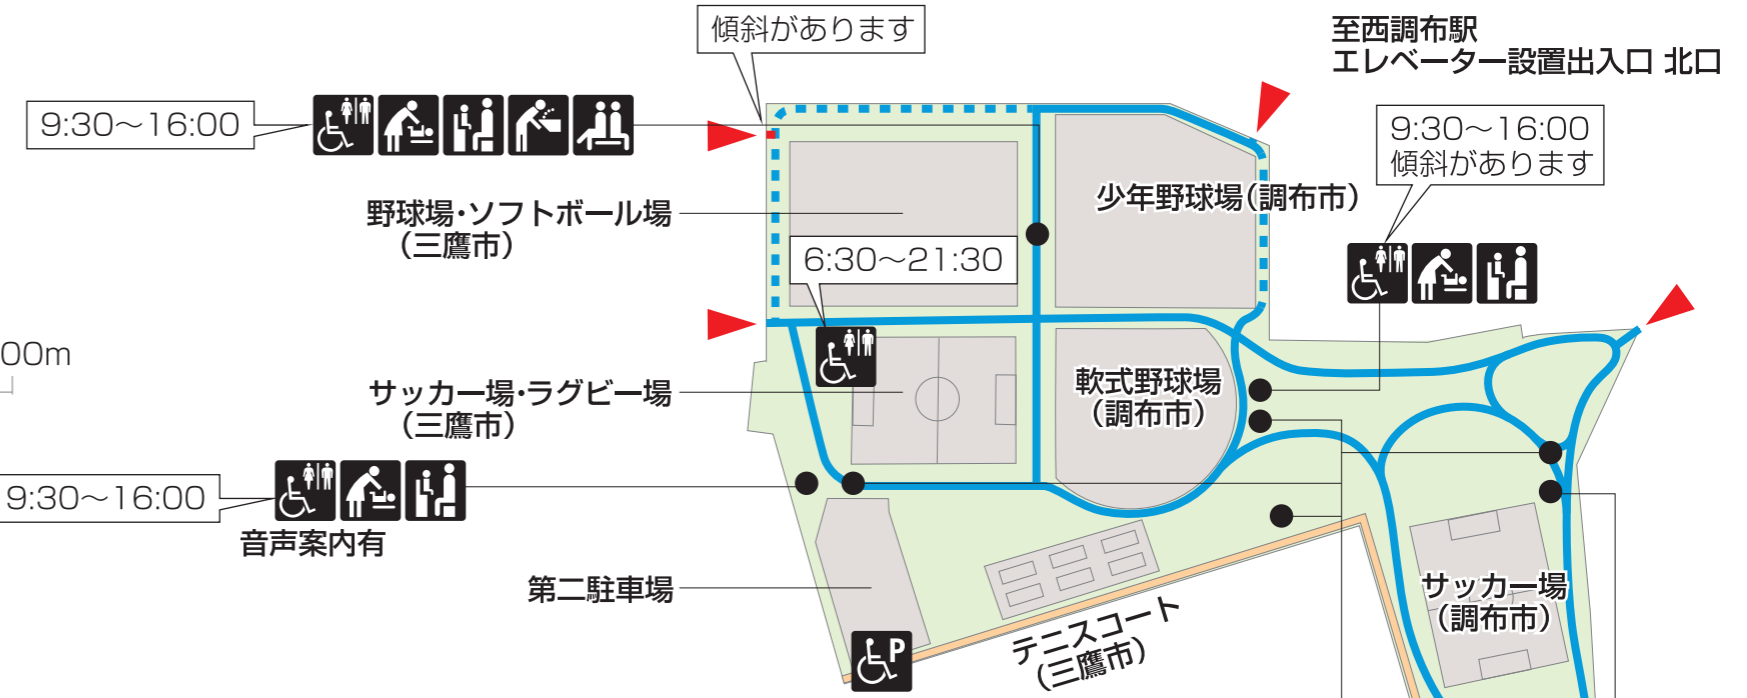 傾斜があります
至西調布駅
エレベーター設置出入口 北口
9:30～16:00
9:30～16:00
傾斜があります
野球場・ソフトボール場
（三鷹市）
少年野球場（調布市）
6:30～21:30
00m
サッカー場・ラグビー場
（三鷹市）
軟式野球場
（調布市）
9:30～16:00
音声案内有
第二駐車場
テニスコート
（三鷹市）
サッカー場
（調布市）
P